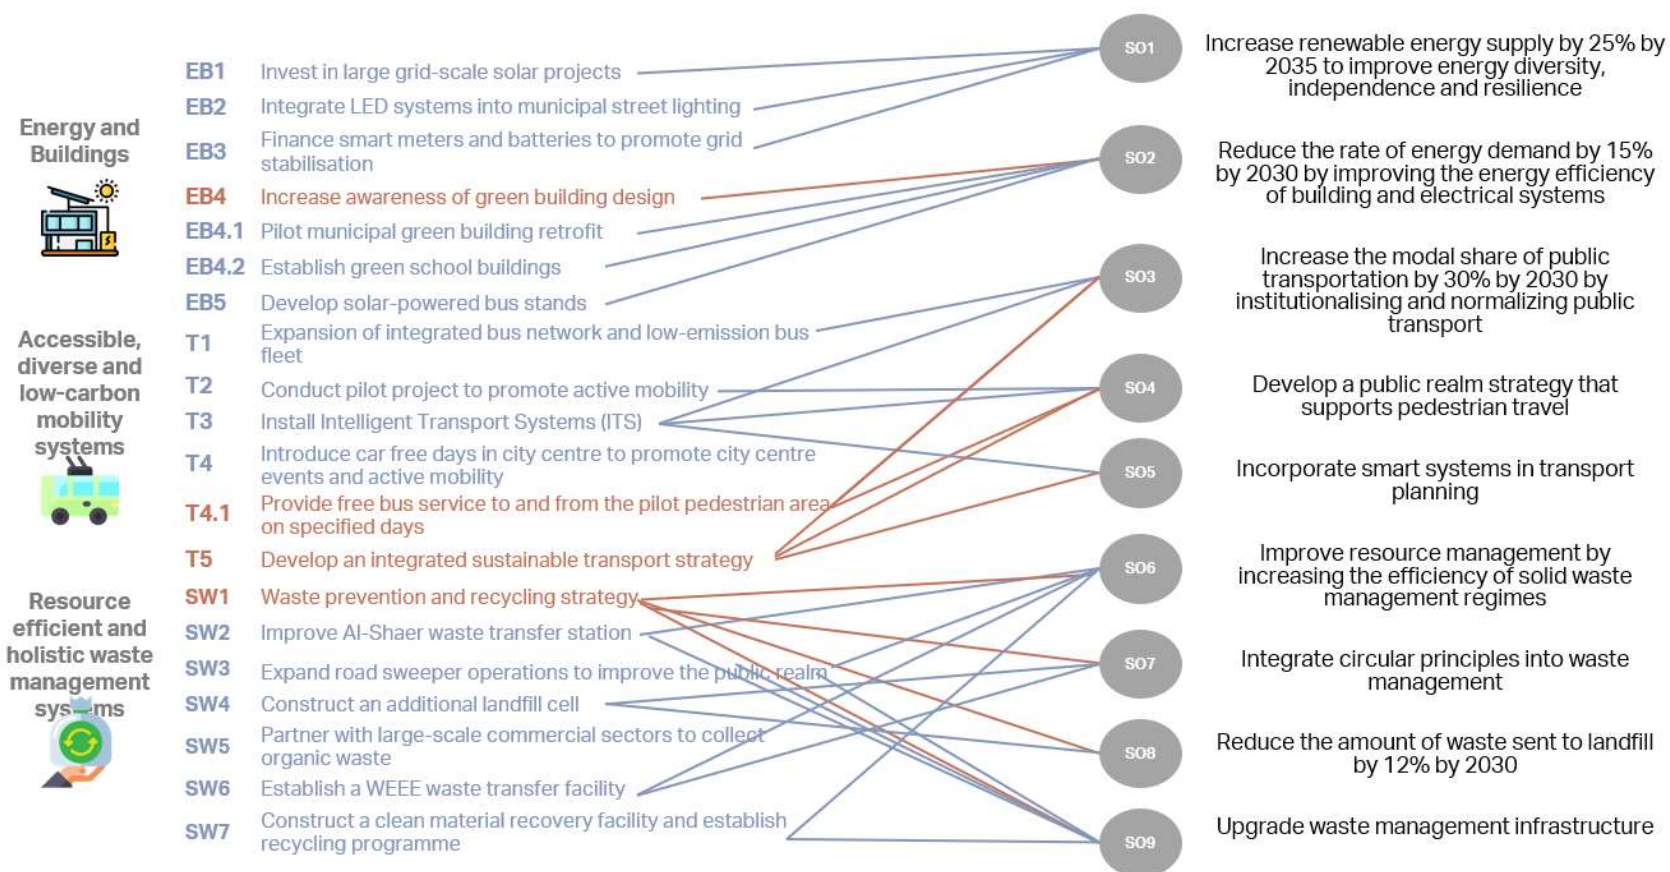 Energy and
Buildings
EB1 Invest in large grid-scale solar projects
EB2 Integrate LED systems into municipal street lighting
EB3 Finance smart meters and batteries to promote grid
stabilisation
EB4 Increase awareness of green building design
EB4.1 Pilot municipal green building retrofit
EB4.2 Establish green school buildings
EB5 Develop solar-powered bus stands
Accessible,
diverse and
low-carbon
mobility
systems
T1 Expansion of integrated bus network and low-emission bus
fleet
T2 Conduct pilot project to promote active mobility
T3 Install Intelligent Transport Systems (ITS)
T4 Introduce car free days in city centre to promote city centre
events and active mobility
T4.1 Provide free bus service to and from the pilot pedestrian area
on specified days
T5 Develop an integrated sustainable transport strategy
Resource
efficient and
holistic waste
management
systems
SW1 Waste prevention and recycling strategy
SW2 Improve Al-Shaer waste transfer station
SW3 Expand road sweeper operations to improve the public realm
SW4 Construct an additional landfill cell
SW5 Partner with large-scale commercial sectors to collect
organic waste
SW6 Establish a WEEE waste transfer facility
SW7 Construct a clean material recovery facility and establish
recycling programme
SO1 Increase renewable energy supply by 25% by
2035 to improve energy diversity,
independence and resilience
SO2 Reduce the rate of energy demand by 15%
by 2030 by improving the energy efficiency
of building and electrical systems
SO3 Increase the modal share of public
transportation by 30% by 2030 by
institutionalising and normalizing public
transport
SO4 Develop a public realm strategy that
supports pedestrian travel
SO5 Incorporate smart systems in transport
planning
SO6 Improve resource management by
increasing the efficiency of solid waste
management regimes
SO7 Integrate circular principles into waste
management
SO8 Reduce the amount of waste sent to landfill
by 12% by 2030
SO9 Upgrade waste management infrastructure